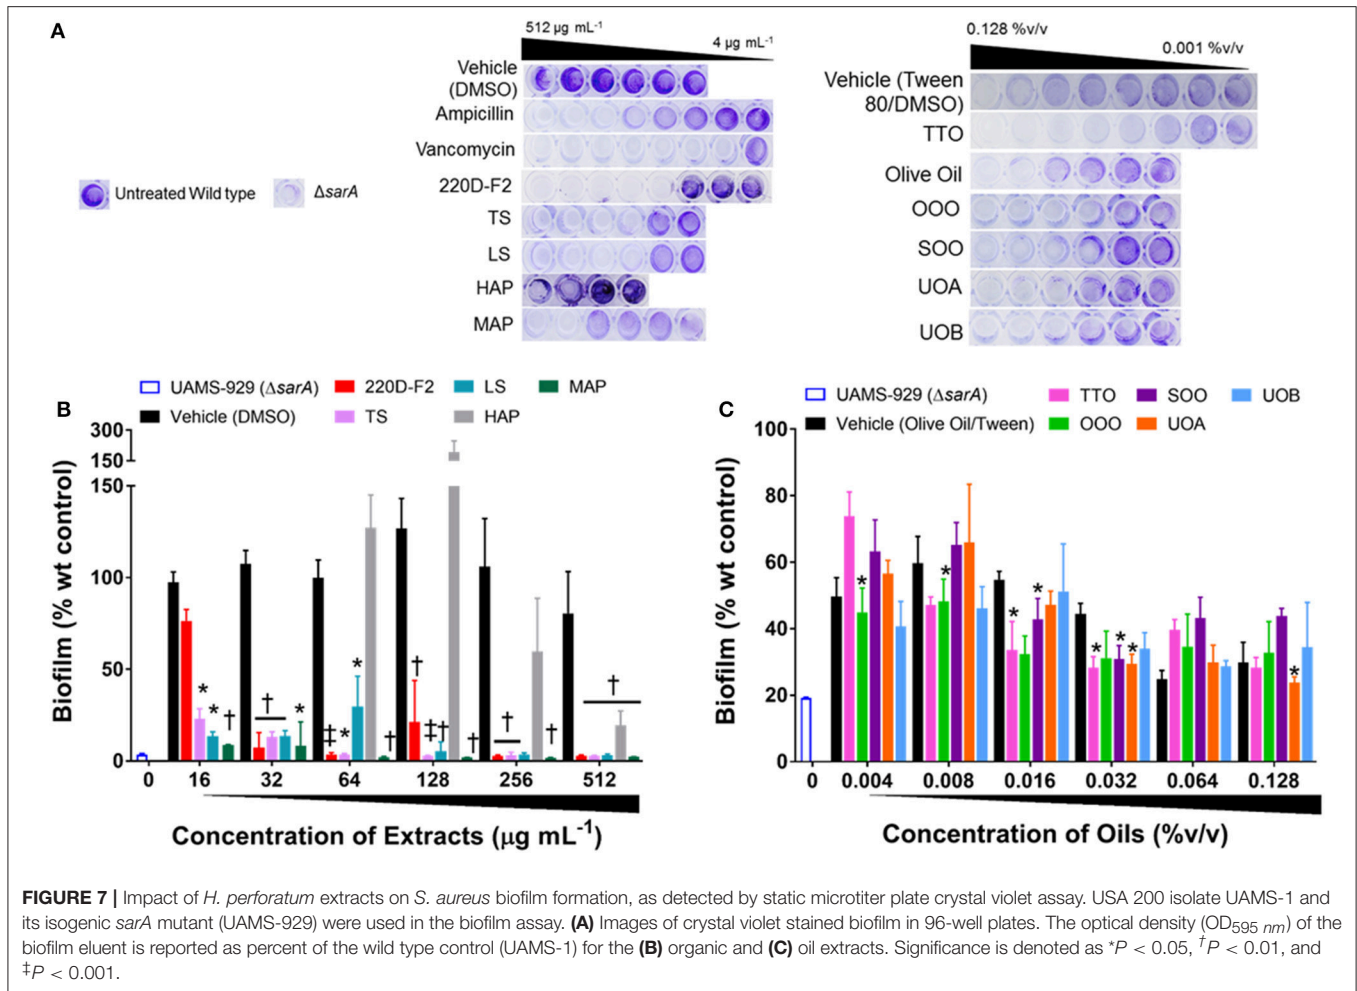 A
512 µg mL-1
4 µg mL-1
Vehicle
(DMSO)
Ampicillin
Vancomycin
220D-F2
TS
LS
HAP
MAP
Untreated Wild type
ΔsarA
0.128 %v/v
0.001 %v/v
Vehicle (Tween
80/DMSO)
TTO
Olive Oil
OOO
SOO
UOA
UOB
B
UAMS-929 (ΔsarA) 220D-F2 LS MAP
Vehicle (DMSO) TS HAP
Biofilm (% wt control)
300
150
150
100
50
0
* * †
† *
‡ * * †
† ‡ † †
† †
†
0 16 32 64 128 256 512
Concentration of Extracts (µg mL-1)
C
UAMS-929 (ΔsarA) TTO SOO UOB
Vehicle (Olive Oil/Tween) OOO UOA
Biofilm (% wt control)
100
80
60
40
20
0
*
*
* *
* * *
*
0 0.004 0.008 0.016 0.032 0.064 0.128
Concentration of Oils (%v/v)
FIGURE 7 | Impact of H. perforatum extracts on S. aureus biofilm formation, as detected by static microtiter plate crystal violet assay. USA 200 isolate UAMS-1 and
its isogenic sarA mutant (UAMS-929) were used in the biofilm assay. (A) Images of crystal violet stained biofilm in 96-well plates. The optical density (OD595 nm) of the
biofilm eluent is reported as percent of the wild type control (UAMS-1) for the (B) organic and (C) oil extracts. Significance is denoted as *P < 0.05, †P < 0.01, and
‡P < 0.001.